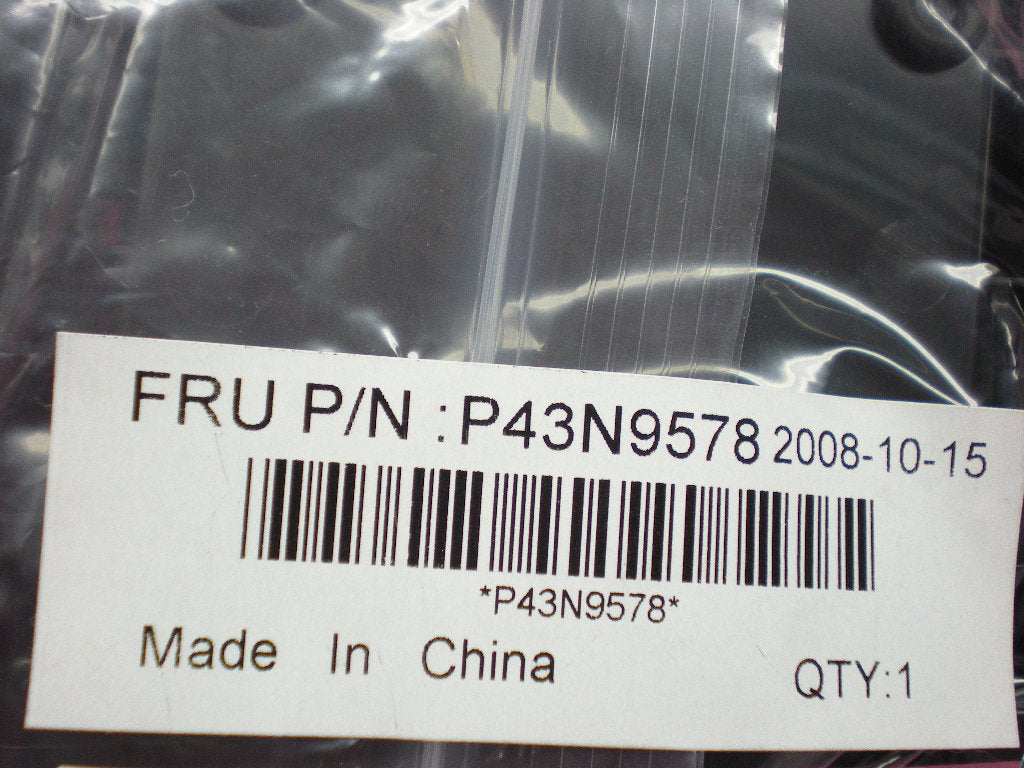 FRU P/N :P43N9578 2008-10-15
*P43N9578*
Made In China QTY:1